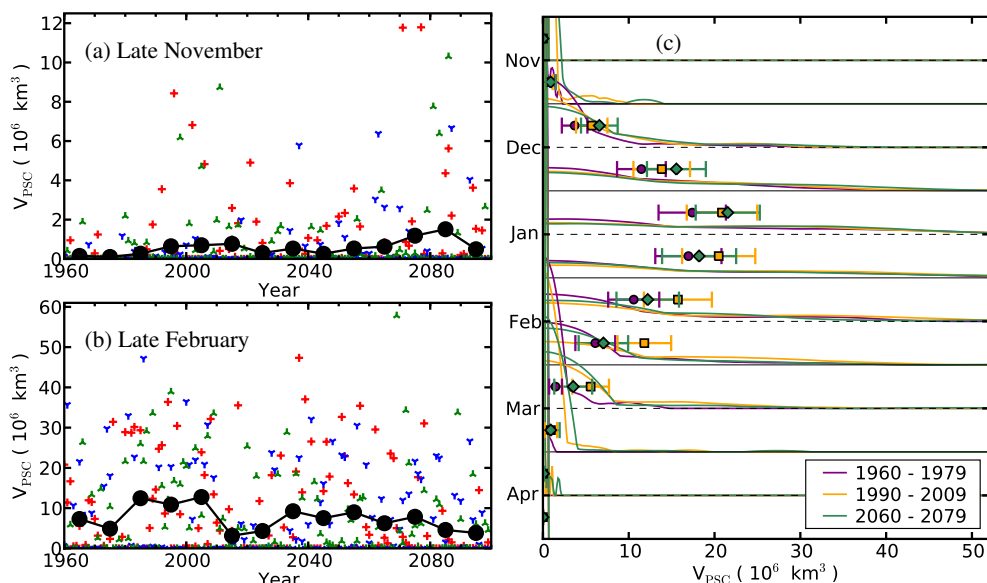 (a) Late November
V_PSC ( 10^6 km^3)
12
10
8
6
4
2
0
1960 2000 2040 2080
Year
(b) Late February
V_PSC ( 10^6 km^3)
60
50
40
30
20
10
0
1960 2000 2040 2080
Year
(c)
Nov
Dec
Jan
Feb
Mar
Apr
1960 - 1979
1990 - 2009
2060 - 2079
0 10 20 30 40 50
V_PSC ( 10^6 km^3)